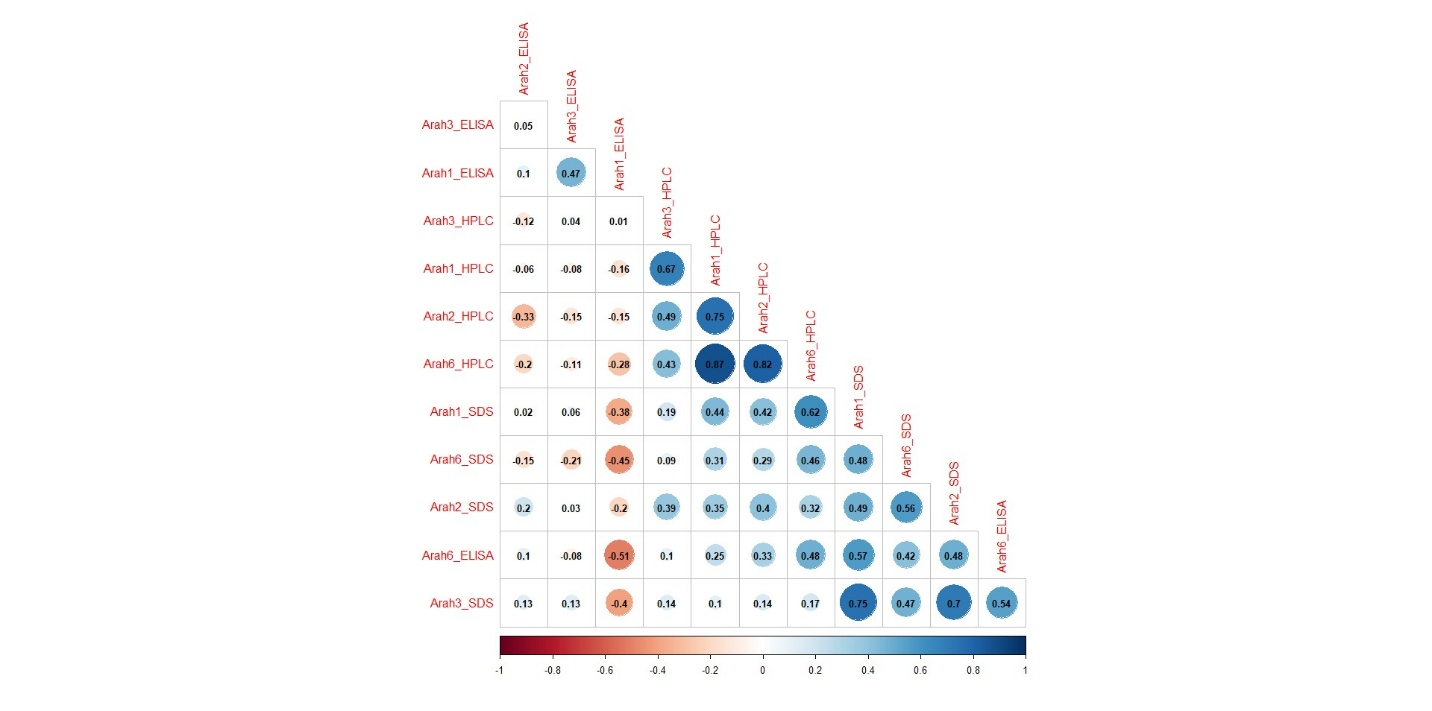 Arah2_ELISA
Arah3_ELISA 0.05 Arah3_ELISA
Arah1_ELISA 0.1 0.47 Arah1_ELISA
Arah3_HPLC -0.12 0.04 0.01 Arah3_HPLC
Arah1_HPLC -0.06 -0.08 -0.16 0.67 Arah1_HPLC
Arah2_HPLC -0.33 -0.15 -0.15 0.49 0.75 Arah2_HPLC
Arah6_HPLC -0.2 -0.11 -0.28 0.43 0.87 0.82 Arah6_HPLC
Arah1_SDS 0.02 0.06 -0.38 0.19 0.44 0.42 0.62 Arah1_SDS
Arah6_SDS -0.15 -0.21 -0.45 0.09 0.31 0.29 0.46 0.48 Arah6_SDS
Arah2_SDS 0.2 0.03 -0.2 0.39 0.35 0.4 0.32 0.49 0.56 Arah2_SDS
Arah6_ELISA 0.1 -0.08 -0.51 0.1 0.25 0.33 0.48 0.57 0.42 0.48 Arah6_ELISA
Arah3_SDS 0.13 0.13 -0.4 0.14 0.1 0.14 0.17 0.75 0.47 0.7 0.54
-1 -0.8 -0.6 -0.4 -0.2 0 0.2 0.4 0.6 0.8 1